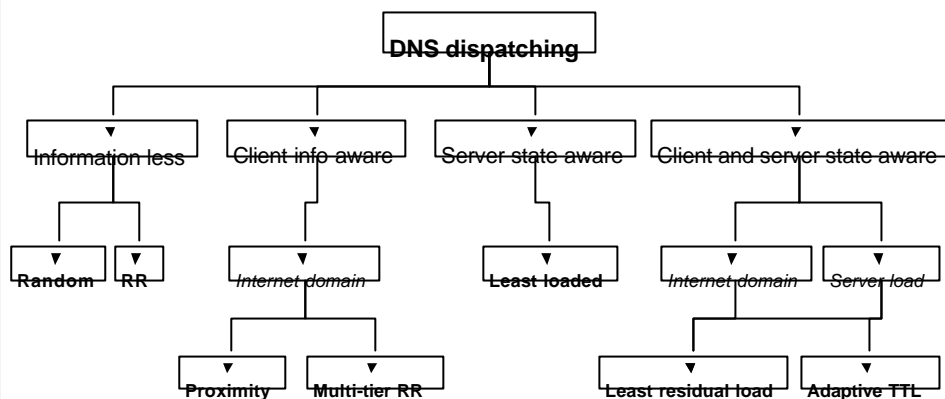 DNS dispatching
Information less
Client info aware
Server state aware
Client and server state aware
Random
RR
Internet domain
Least loaded
Internet domain
Server load
Proximity
Multi-tier RR
Least residual load
Adaptive TTL